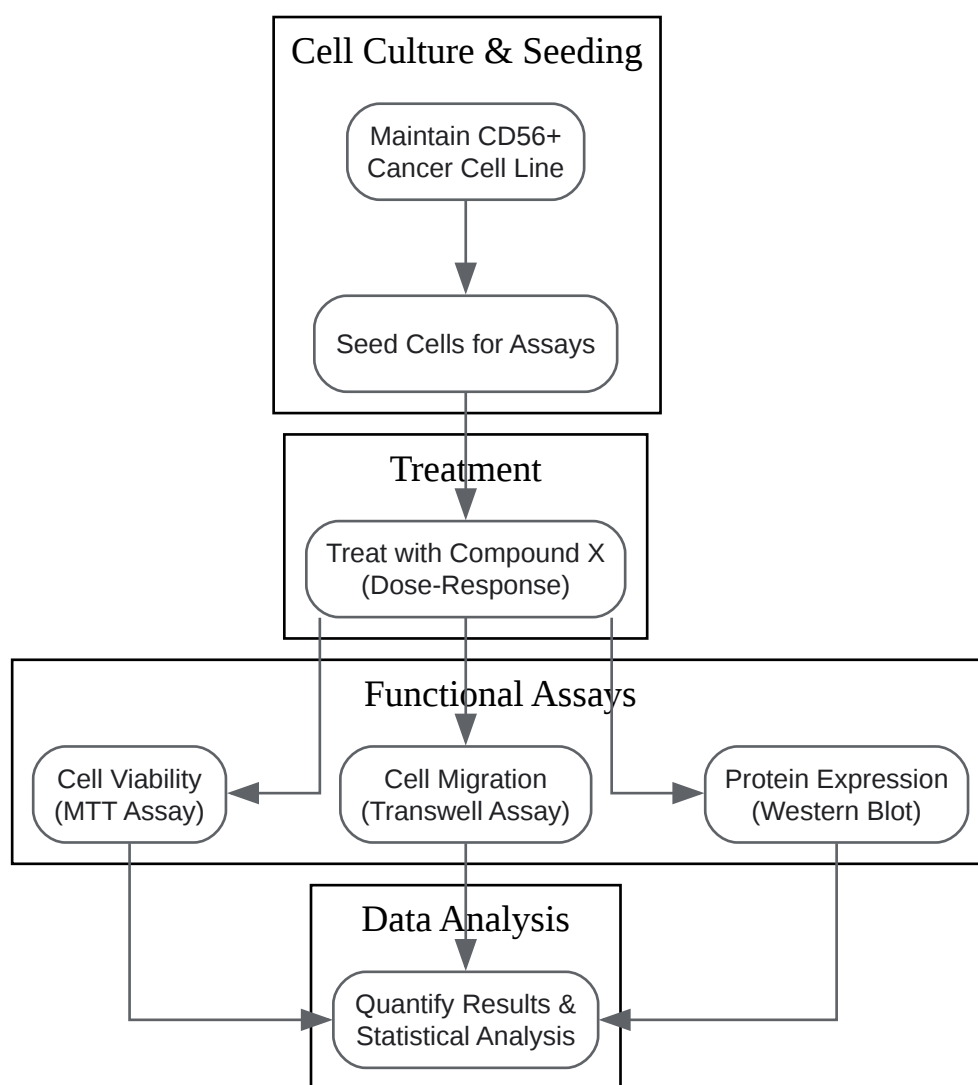 Cell Culture & Seeding
Maintain CD56+
Cancer Cell Line
Seed Cells for Assays
Treatment
Treat with Compound X
(Dose-Response)
Functional Assays
Cell Viability
(MTT Assay)
Cell Migration
(Transwell Assay)
Protein Expression
(Western Blot)
Data Analysis
Quantify Results &
Statistical Analysis